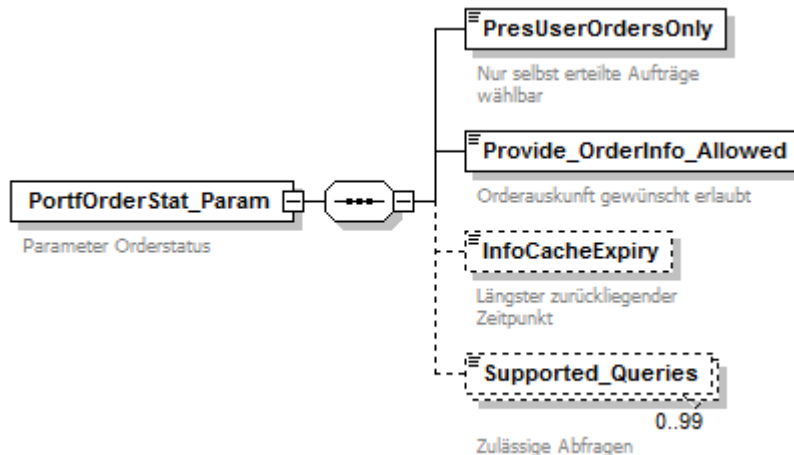 PresUserOrdersOnly
Nur selbst erteilte Aufträge
wählbar
Provide_OrderInfo_Allowed
Orderauskunft gewünscht erlaubt
PortfOrderStat_Param
Parameter Orderstatus
InfoCacheExpiry
Längster zurückliegender
Zeitpunkt
Supported_Queries
0..99
Zulässige Abfragen